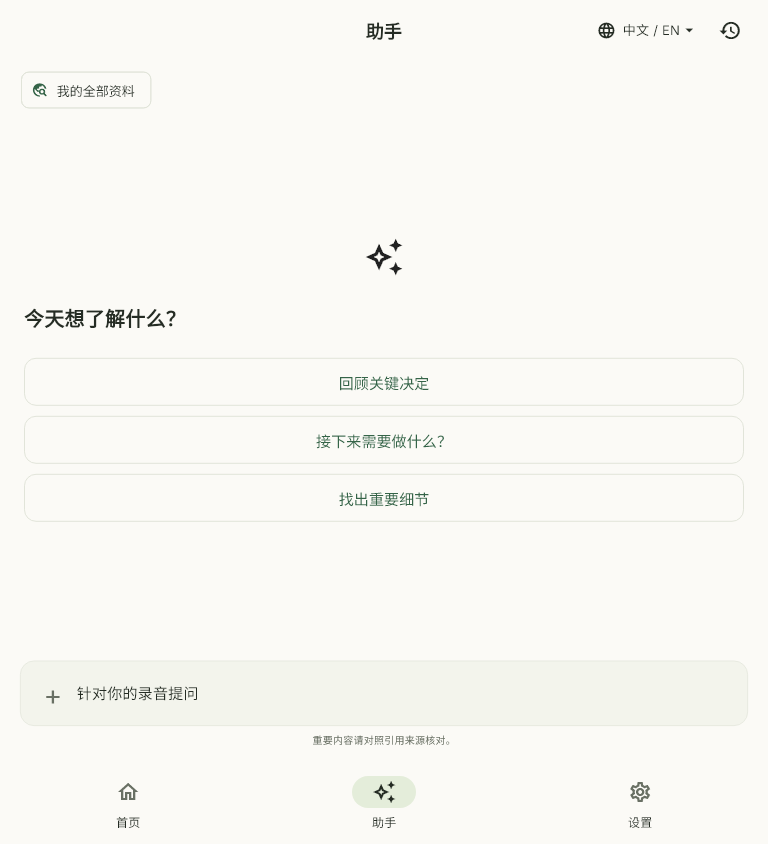 助手
中文 / EN
我的全部资料
今天想了解什么？
回顾关键决定
接下来需要做什么？
找出重要细节
针对你的录音提问
重要内容请对照引用来源核对。
首页
助手
设置